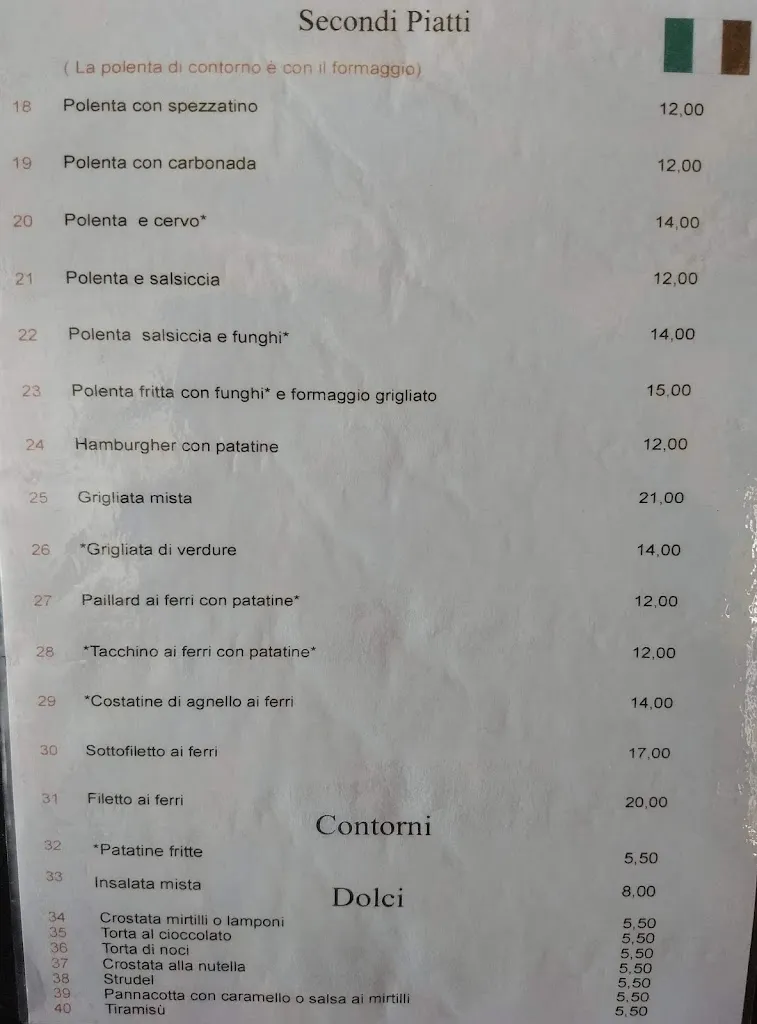 Secondi Piatti
( La polenta di contorno è con il formaggio)
18 Polenta con spezzatino 12,00
19 Polenta con carbonada 12,00
20 Polenta e cervo* 14,00
21 Polenta e salsiccia 12,00
22 Polenta salsiccia e funghi* 14,00
23 Polenta fritta con funghi* e formaggio grigliato 15,00
24 Hamburgher con patatine 12,00
25 Grigliata mista 21,00
26 *Grigliata di verdure 14,00
27 Paillard ai ferri con patatine* 12,00
28 *Tacchino ai ferri con patatine* 12,00
29 *Costatine di agnello ai ferri 14,00
30 Sottofiletto ai ferri 17,00
31 Filetto ai ferri 20,00
Contorni
32 *Patatine fritte 5,50
33 Insalata mista 8,00
Dolci
34 Crostata mirtilli o lamponi 5,50
35 Torta al cioccolato 5,50
36 Torta di noci 5,50
37 Crostata alla nutella 5,50
38 Strudel 5,50
39 Pannacotta con caramello o salsa ai mirtilli 5,50
40 Tiramisù 5,50